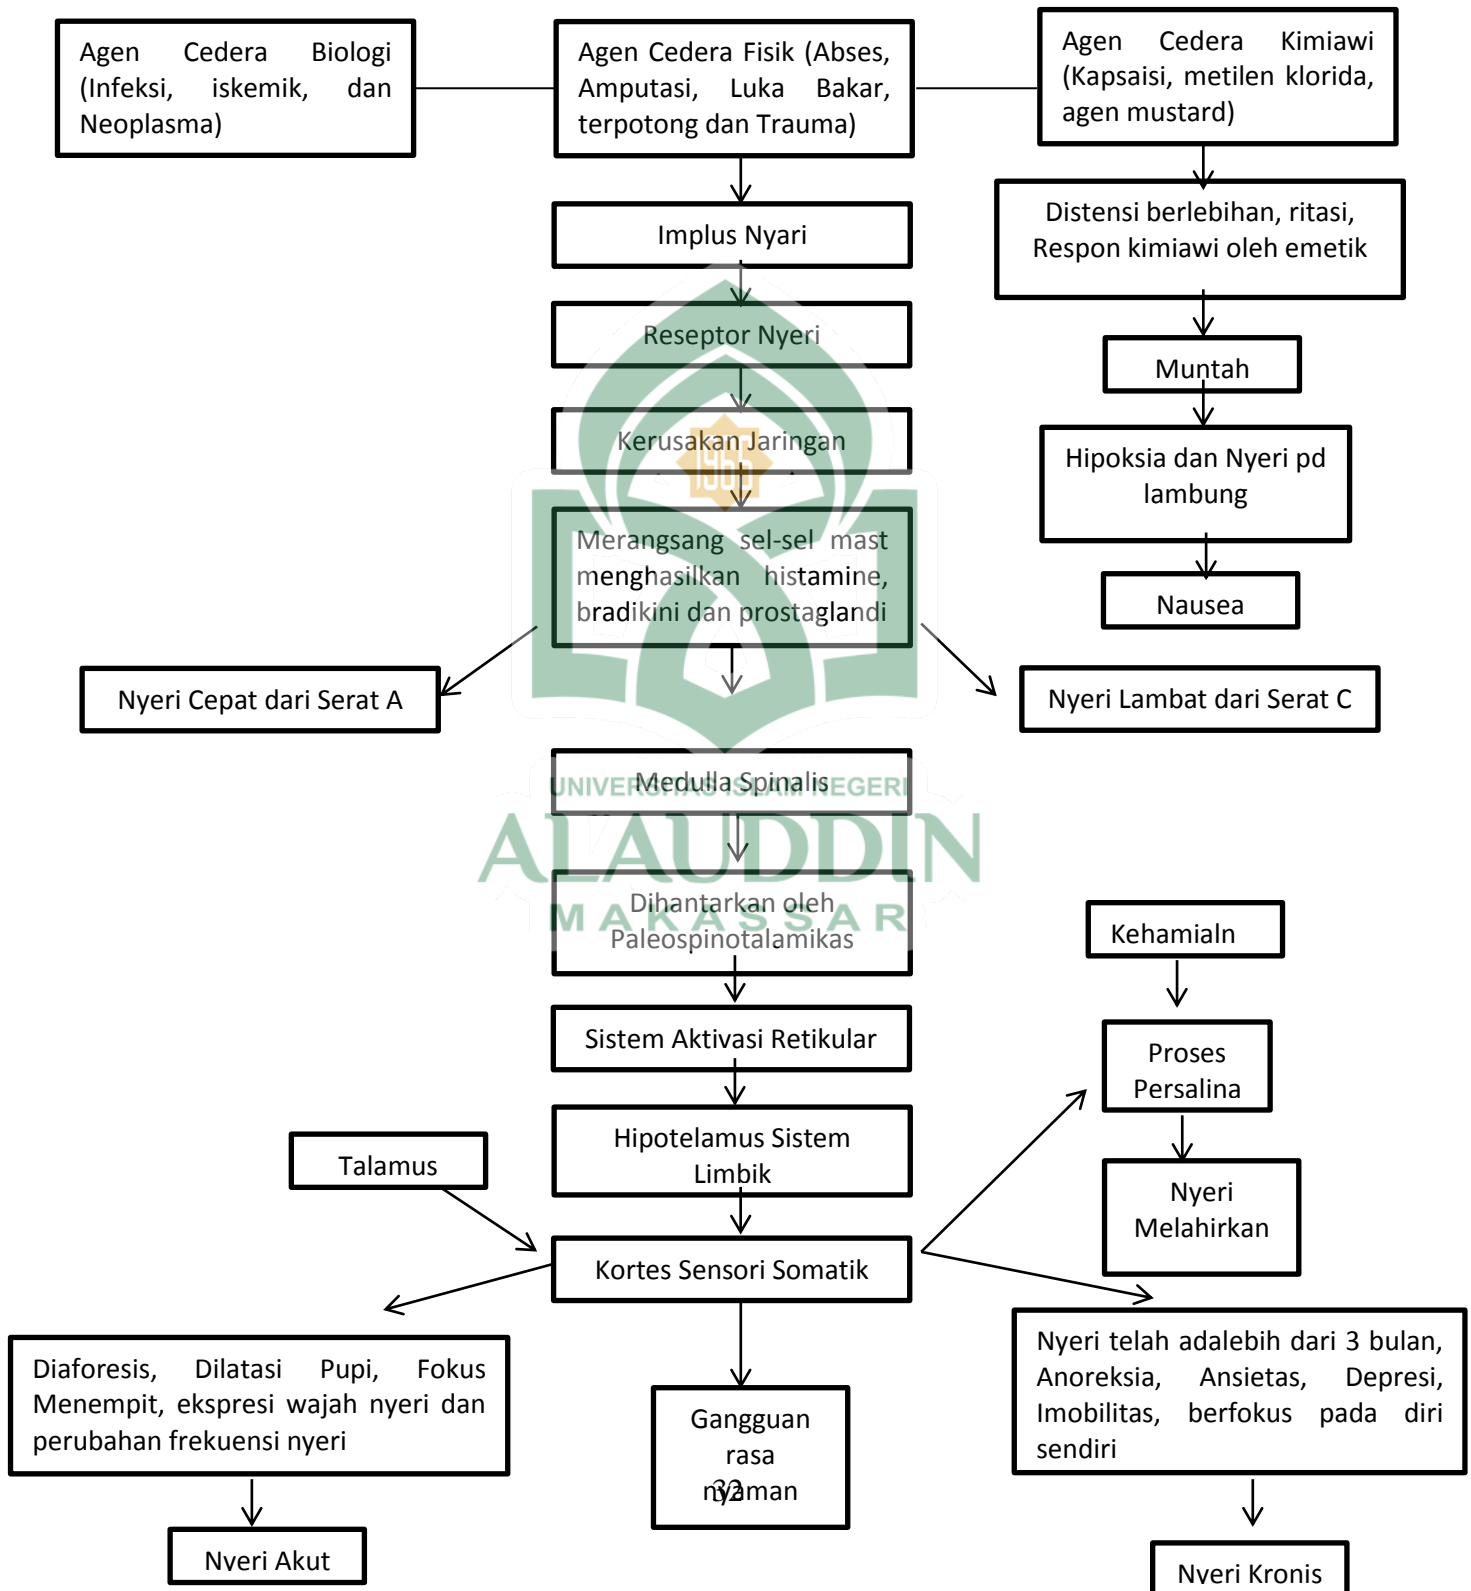 Agen Cedera Biologi
(Infeksi, iskemik, dan
Neoplasma)
Agen Cedera Fisik (Abses,
Amputasi, Luka Bakar,
terpotong dan Trauma)
Agen Cedera Kimiawi
(Kapsaisi, metilen klorida,
agen mustard)
Implus Nyari
Distensi berlebihan, ritasi,
Respon kimiawi oleh emetik
Reseptor Nyeri
Muntah
Kerusakan Jaringan
1965
Hipoksia dan Nyeri pd
lambung
Merangsang sel-sel mast
menghasilkan histamine,
bradikini dan prostaglandi
Nausea
Nyeri Cepat dari Serat A
Nyeri Lambat dari Serat C
Medulla Spinalis
UNIVERSITAS ISLAM NEGERI
ALAUDDIN
MAKASSAR
Dihantarkan oleh
Paleospinotalamikas
Kehamialn
Sistem Aktivasi Retikular
Proses
Persalina
Hipotelamus Sistem
Limbik
Talamus
Nyeri
Melahirkan
Kortes Sensori Somatik
Diaforesis, Dilatasi Pupi, Fokus
Menempit, ekspresi wajah nyeri dan
perubahan frekuensi nyeri
Gangguan
rasa
nyaman
32
Nyeri telah adalebih dari 3 bulan,
Anoreksia, Ansietas, Depresi,
Imobilitas, berfokus pada diri
sendiri
Nyeri Akut
Nyeri Kronis